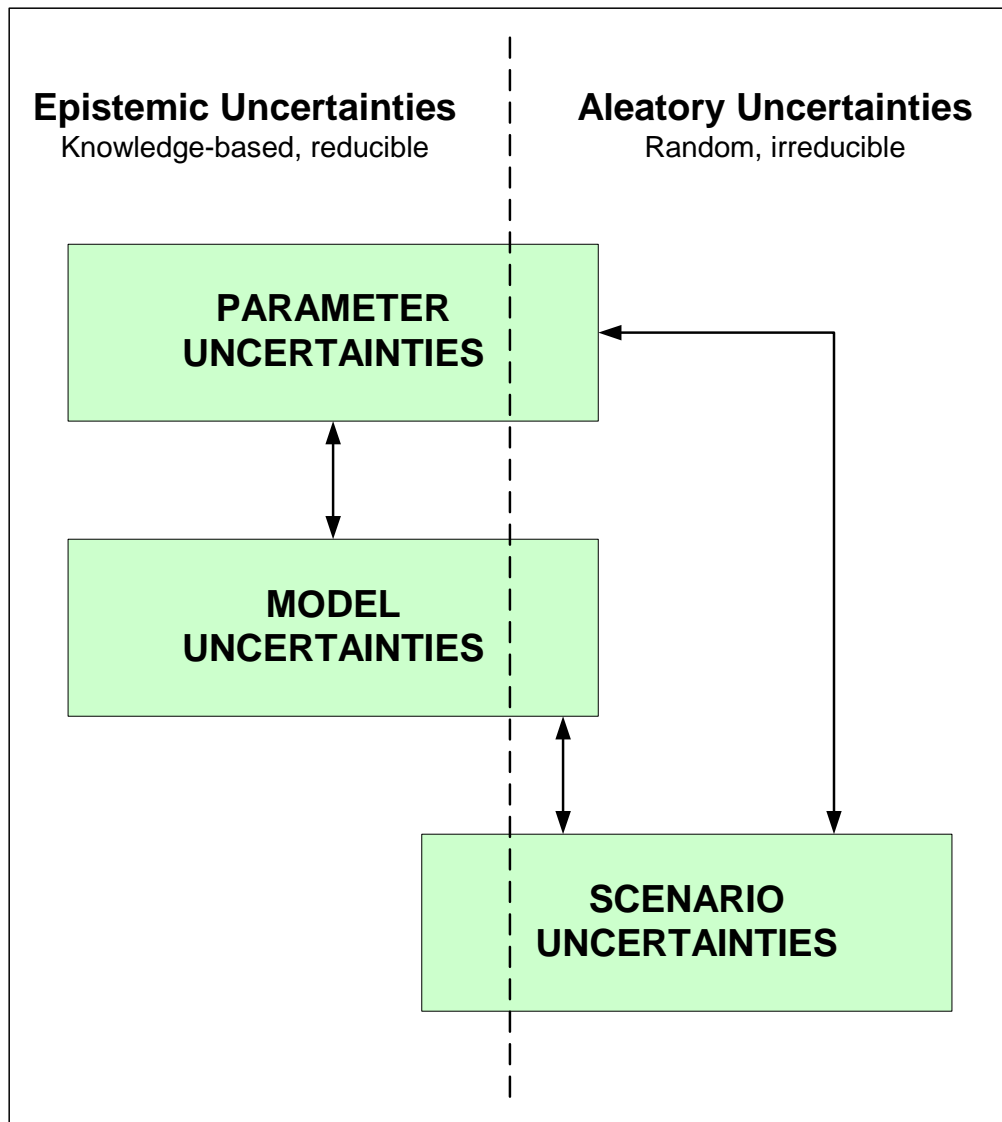 Epistemic Uncertainties
Knowledge-based, reducible
Aleatory Uncertainties
Random, irreducible
PARAMETER
UNCERTAINTIES
MODEL
UNCERTAINTIES
SCENARIO
UNCERTAINTIES